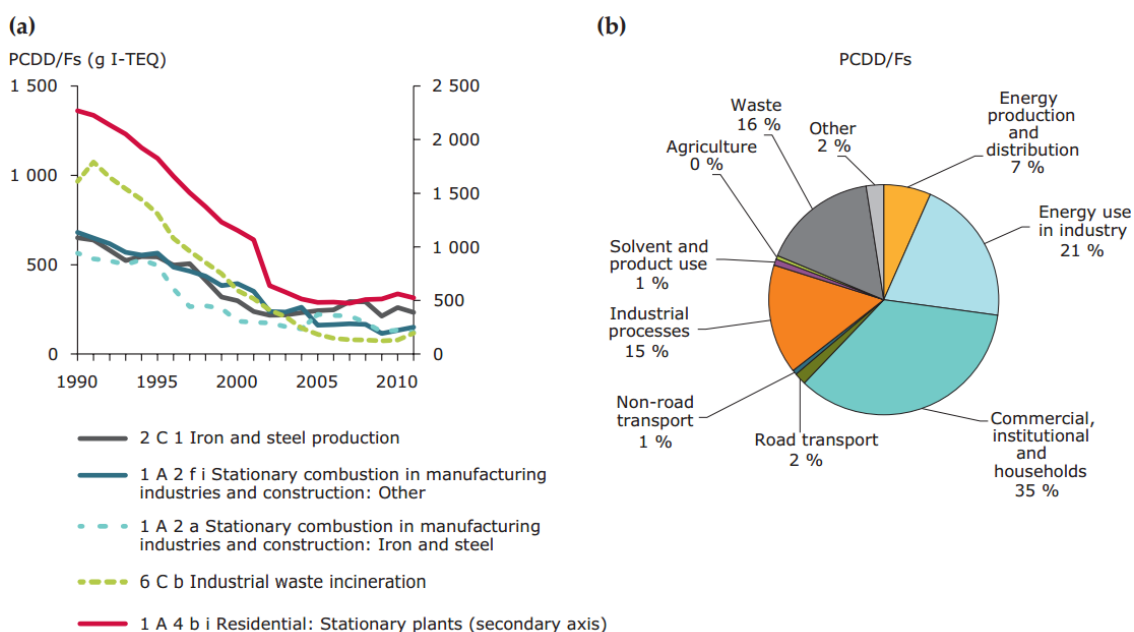 (a)
PCDD/Fs (g I-TEQ)
1 500
1 000
500
0
2 500
2 000
1 500
1 000
500
0
1990
1995
2000
2005
2010
2 C 1 Iron and steel production
1 A 2 f i Stationary combustion in manufacturing
industries and construction: Other
1 A 2 a Stationary combustion in manufacturing
industries and construction: Iron and steel
6 C b Industrial waste incineration
1 A 4 b i Residential: Stationary plants (secondary axis)
(b)
PCDD/Fs
Energy
production
and
distribution
7 %
Energy use
in industry
21 %
Commercial,
institutional
and
households
35 %
Road transport
2 %
Non-road
transport
1 %
Industrial
processes
15 %
Solvent and
product use
1 %
Agriculture
0 %
Waste
16 %
Other
2 %